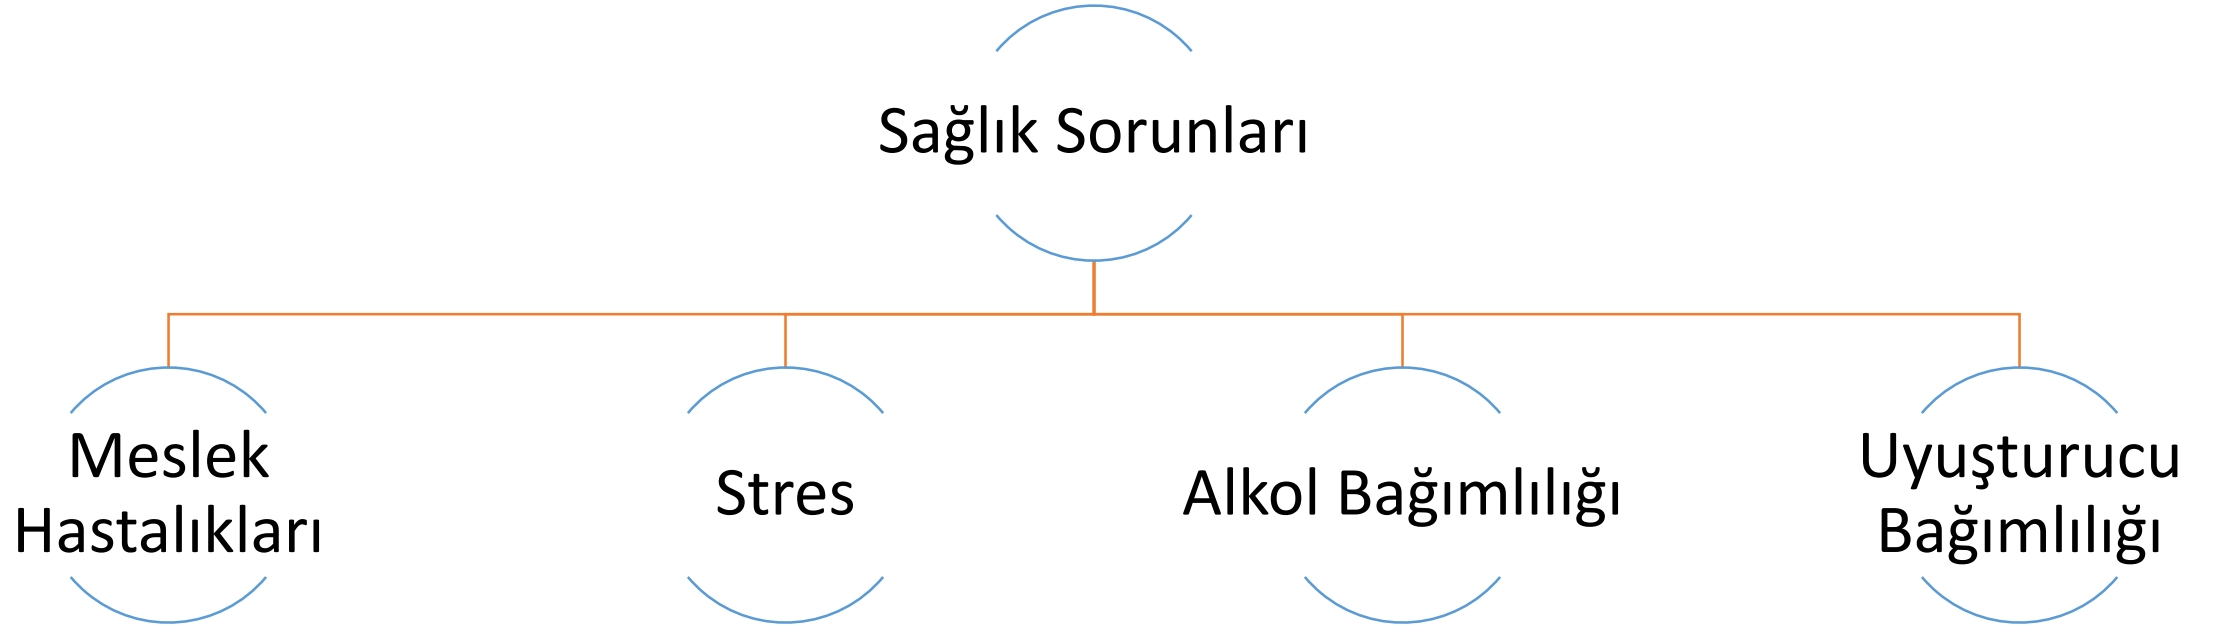 Sağlık Sorunları
Meslek
Hastalıkları
Stres
Alkol Bağımlılığı
Uyuşturucu
Bağımlılığı